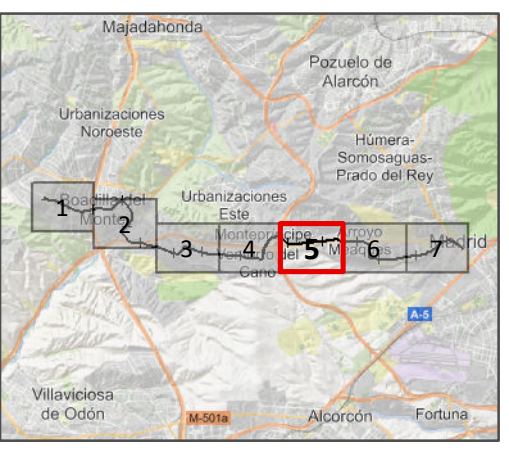 Majadahonda
Pozuelo de
Alarcón
Urbanizaciones
Noroeste
Húmera-
Somosaguas-
Prado del Rey
Boadilla del
Monte
Urbanizaciones
Este
Montepríncipe
Ventorro del
Cano
Arroyo
Meaques
Madrid
1
2
3
4
5
6
7
A-5
Villaviciosa
de Odón
M-501a
Alcorcón
Fortuna